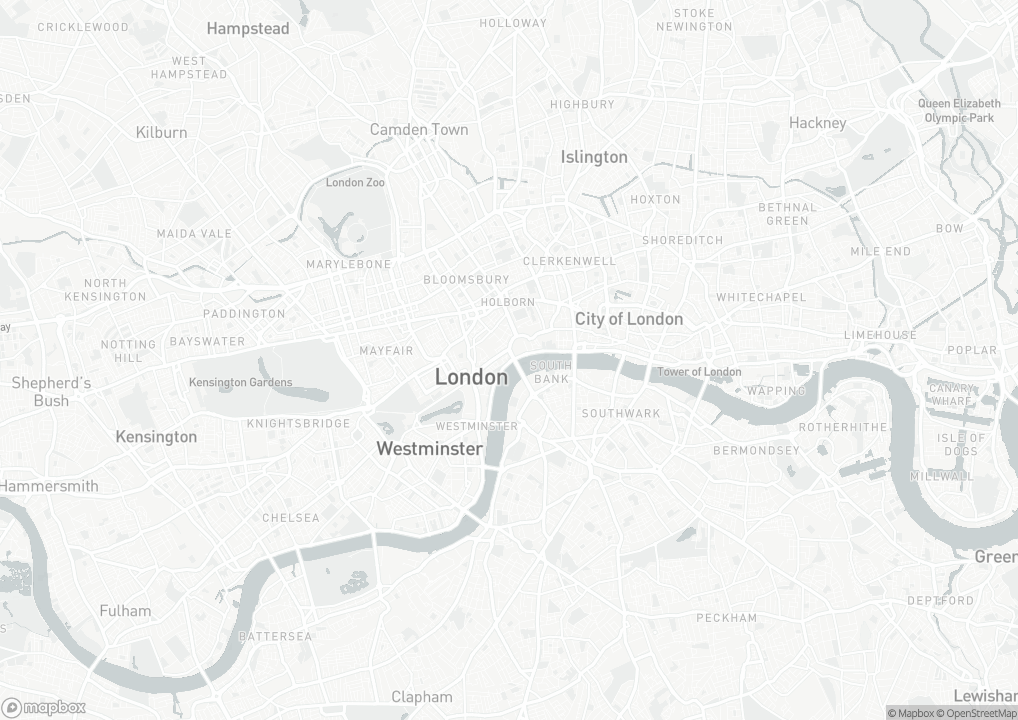 CRICKLEWOOD
Hampstead
HOLLOWAY
STOKE
NEWINGTON
WEST
HAMPSTEAD
SDEN
HIGHBURY
Queen Elizabeth
Olympic Park
Kilburn
Camden Town
Hackney
Islington
London Zoo
HOXTON
BETHNAL
GREEN
MAIDA VALE
SHOREDITCH
BOW
MILE END
MARYLEBONE
CLERKENWELL
BLOOMSBURY
NORTH
KENSINGTON
HOLBORN
WHITECHAPEL
PADDINGTON
City of London
ay
LIMEHOUSE
NOTTING
HILL
BAYSWATER
MAYFAIR
POPLAR
SOUTH
BANK
London
Tower of London
Shepherd's
Bush
Kensington Gardens
WAPPING
CANARY
WHARF
SOUTHWARK
KNIGHTSBRIDGE
WESTMINSTER
ROTHERHITHE
Kensington
Westminster
ISLE OF
DOGS
BERMONDSEY
MILLWALL
Hammersmith
CHELSEA
Green
DEPTFORD
Fulham
PECKHAM
S
BATTERSEA
Clapham
Lewisham
mapbox
© Mapbox © OpenStreetMap